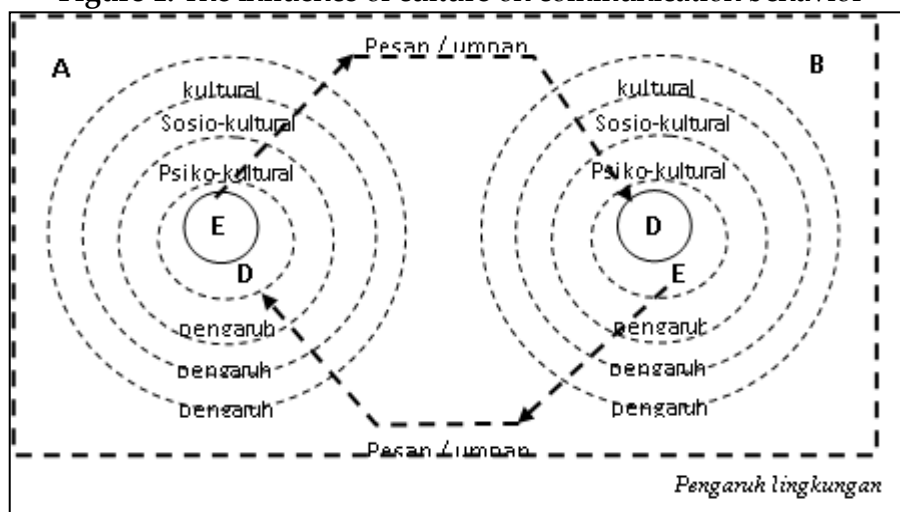 Figure 1. The influence of culture on communication behavior
Pesan / umpan
A
B
kultural
Sosio-kultural
Psiko-kultural
E
D
pengaruh
pengaruh
pengaruh
kultural
Sosio-kultural
Psiko-kultural
D
E
pengaruh
pengaruh
pengaruh
Pesan / umpan
Pengaruh lingkungan